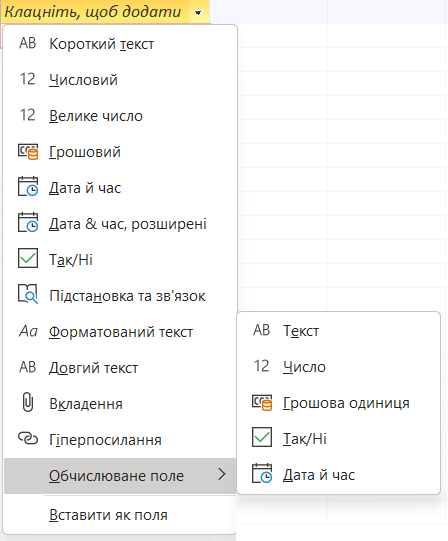 Клацніть, щоб додати
AB Короткий текст
12 Числовий
12 Велике число
Грошовий
Дата й час
Дата & час, розширені
Так/Ні
Підстановка та зв'язок
Aa Форматований текст
AB Довгий текст
Вкладення
Гіперпосилання
Обчислюване поле
Вставити як поля
AB Текст
12 Число
Грошова одиниця
Так/Ні
Дата й час